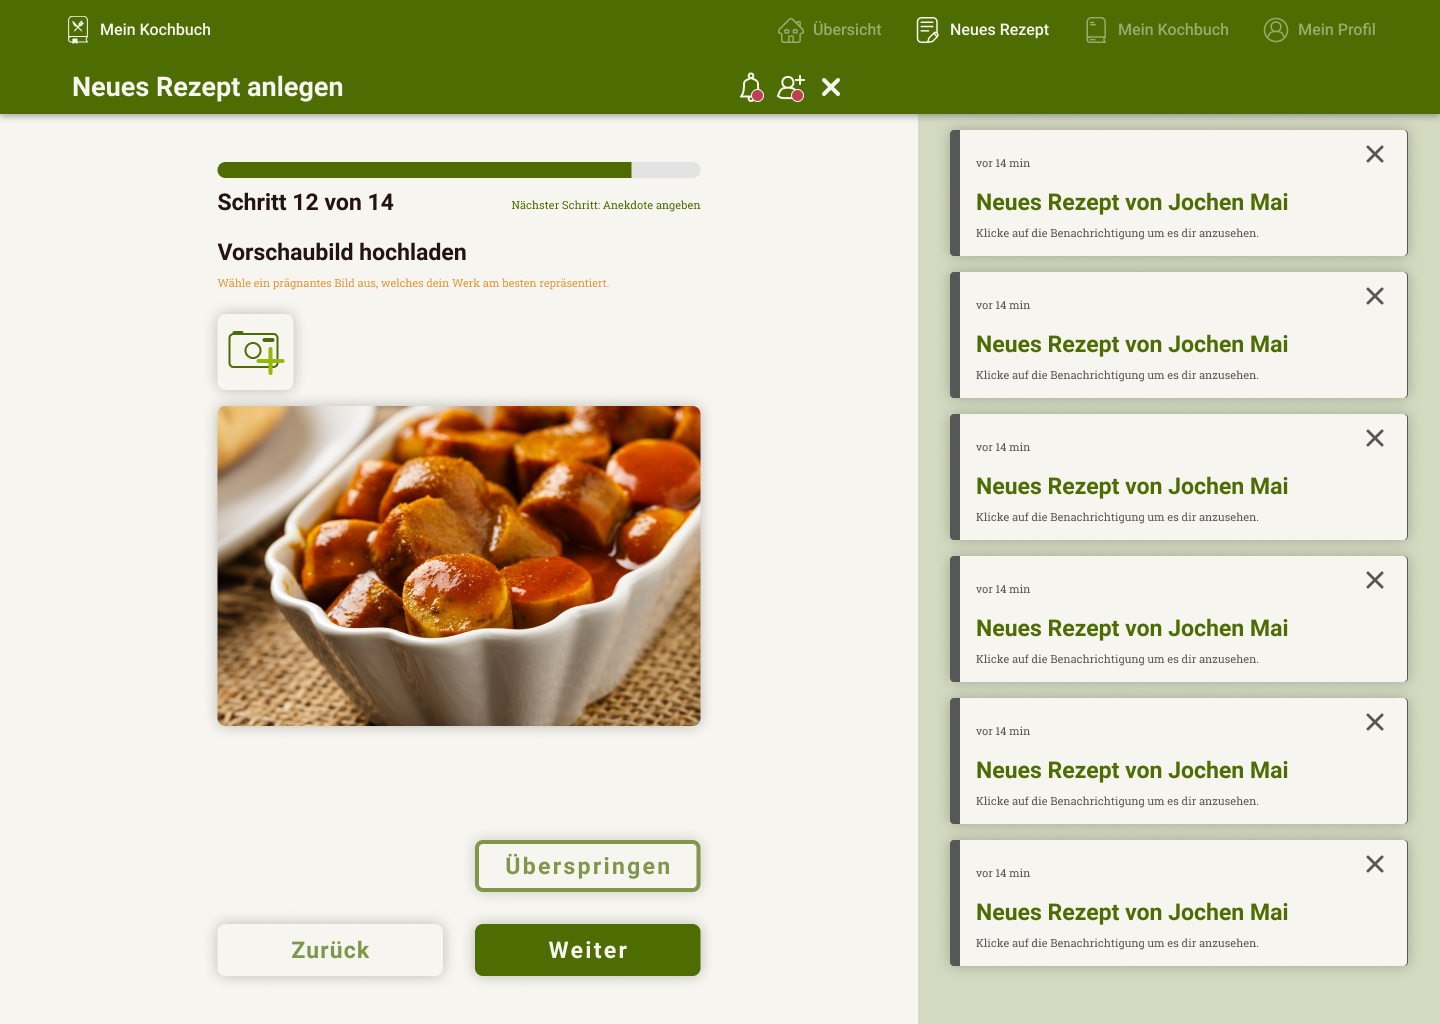 Mein Kochbuch
Übersicht
Neues Rezept
Mein Kochbuch
Mein Profil
Neues Rezept anlegen
Schritt 12 von 14
Nächster Schritt: Anekdote angeben
Vorschaubild hochladen
Wähle ein prägnantes Bild aus, welches dein Werk am besten repräsentiert.
Überspringen
Zurück
Weiter
vor 14 min
Neues Rezept von Jochen Mai
Klicke auf die Benachrichtigung um es dir anzusehen.
vor 14 min
Neues Rezept von Jochen Mai
Klicke auf die Benachrichtigung um es dir anzusehen.
vor 14 min
Neues Rezept von Jochen Mai
Klicke auf die Benachrichtigung um es dir anzusehen.
vor 14 min
Neues Rezept von Jochen Mai
Klicke auf die Benachrichtigung um es dir anzusehen.
vor 14 min
Neues Rezept von Jochen Mai
Klicke auf die Benachrichtigung um es dir anzusehen.
vor 14 min
Neues Rezept von Jochen Mai
Klicke auf die Benachrichtigung um es dir anzusehen.